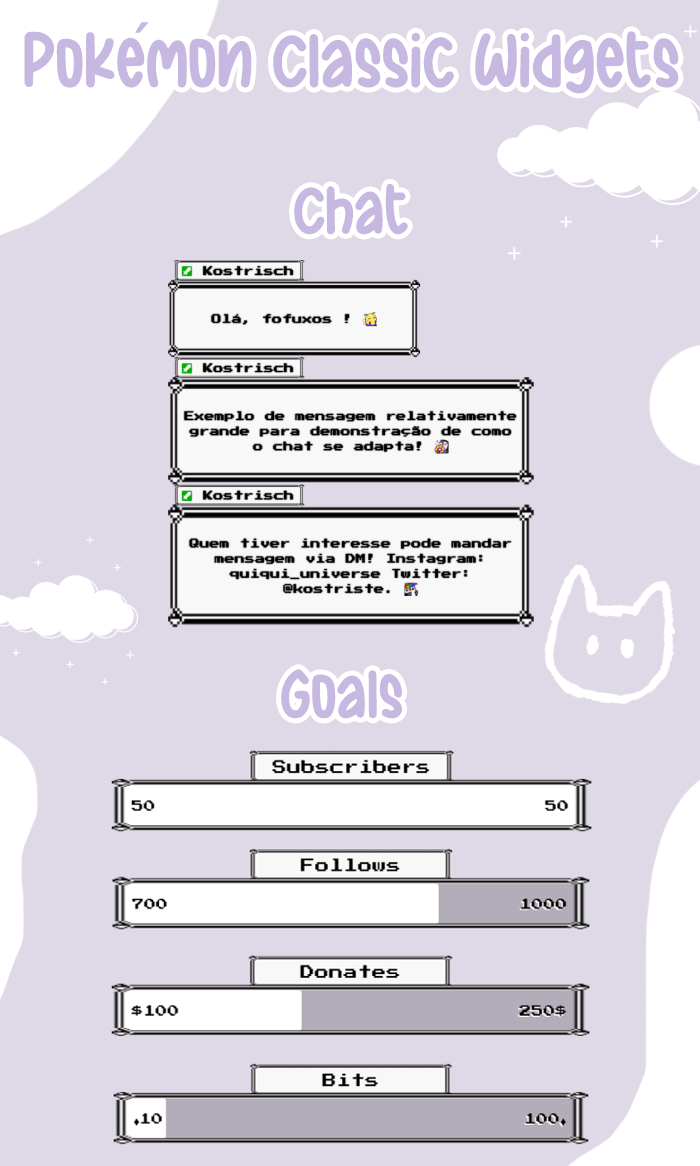 Pokémon Classic Widgets
Chat
Kostrisch
Olá, fofuxos !
Kostrisch
Exemplo de mensagem relativamente
grande para demonstração de como
o chat se adapta!
Kostrisch
Quem tiver interesse pode mandar
mensagem via DM! Instagram:
quiqui_universe Twitter:
@kostriste.
Goals
Subscribers
50 50
Follows
700 1000
Donates
$100 250$
Bits
10 100